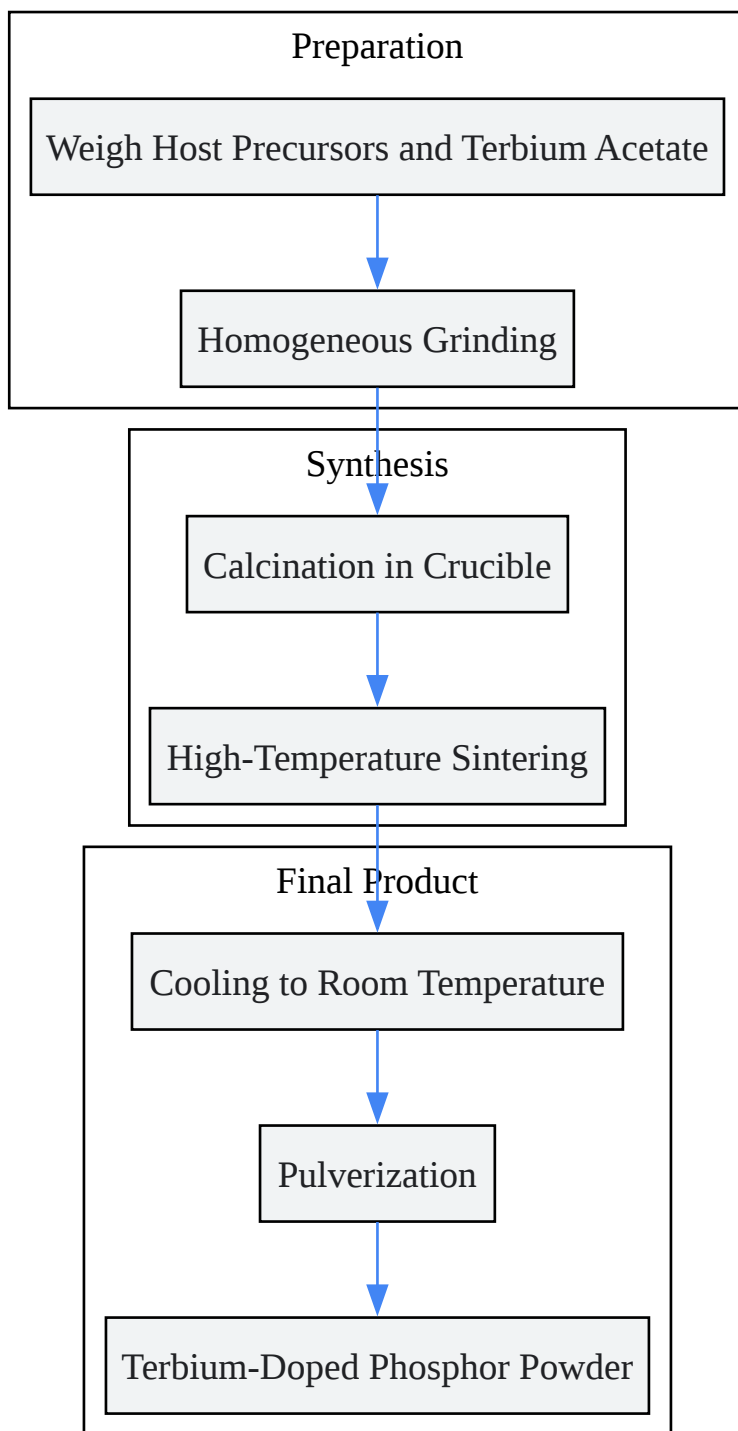 Preparation
Weigh Host Precursors and Terbium Acetate
Homogeneous Grinding
Synthesis
Calcination in Crucible
High-Temperature Sintering
Final Product
Cooling to Room Temperature
Pulverization
Terbium-Doped Phosphor Powder